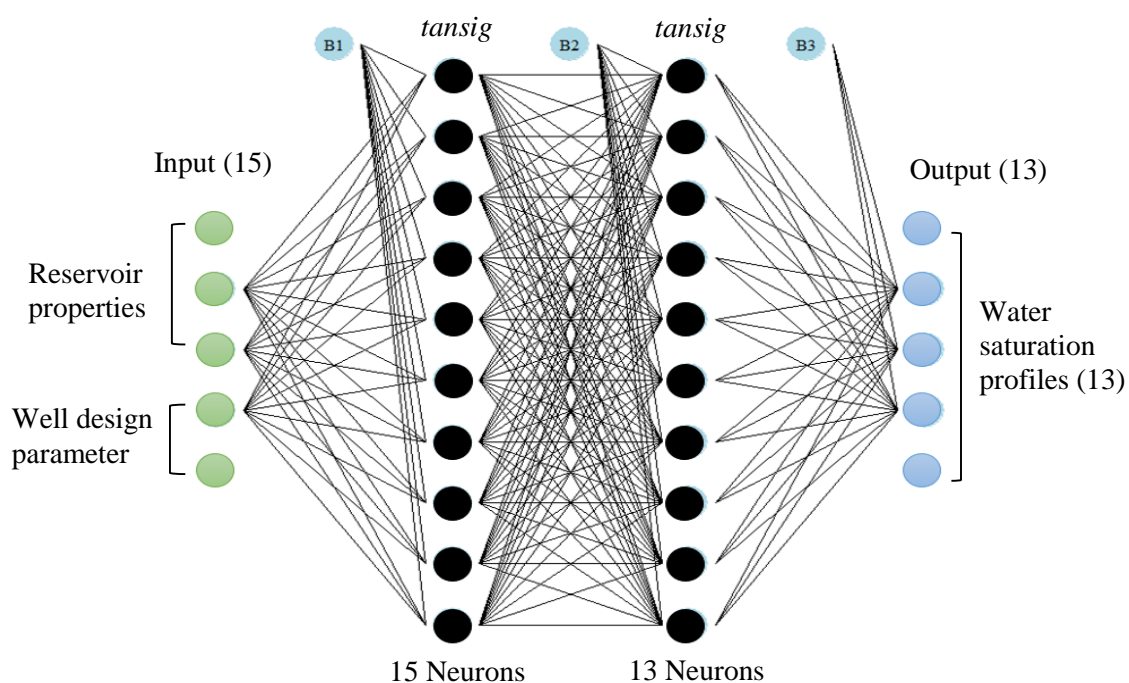 tansig
tansig
B1
B2
B3
Input (15)
Output (13)
Reservoir
properties
Well design
parameter
Water
saturation
profiles (13)
15 Neurons
13 Neurons